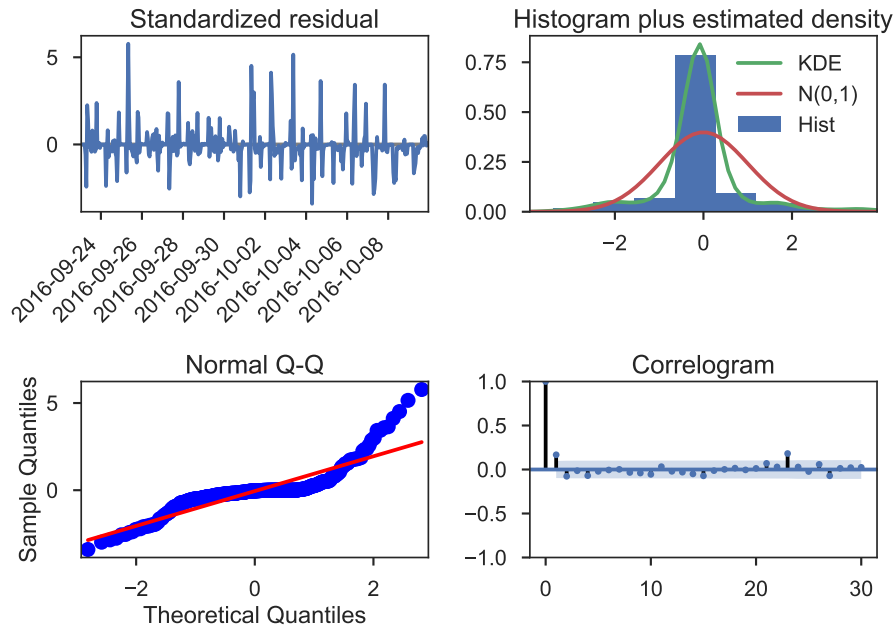 Standardized residual
5
0
2016-09-24
2016-09-26
2016-09-28
2016-09-30
2016-10-02
2016-10-04
2016-10-06
2016-10-08
Histogram plus estimated density
0.75
0.50
0.25
0.00
KDE
N(0,1)
Hist
−2 0 2
Normal Q-Q
Sample Quantiles
5
0
−2 0 2
Theoretical Quantiles
Correlogram
1.0
0.5
0.0
−0.5
−1.0
0 10 20 30